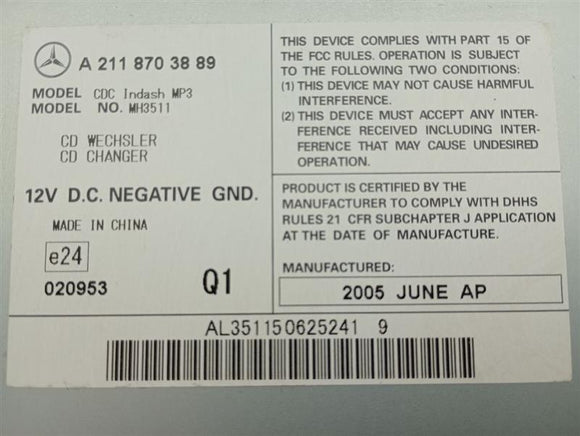 A 211 870 38 89
MODEL CDC Indash MP3
MODEL NO. MH3511
CD WECHSLER
CD CHANGER
12V D.C. NEGATIVE GND.
MADE IN CHINA
e24
020953 Q1
THIS DEVICE COMPLIES WITH PART 15 OF
THE FCC RULES. OPERATION IS SUBJECT
TO THE FOLLOWING TWO CONDITIONS:
(1) THIS DEVICE MAY NOT CAUSE HARMFUL
INTERFERENCE.
(2) THIS DEVICE MUST ACCEPT ANY INTER-
FERENCE RECEIVED INCLUDING INTER-
FERENCE THAT MAY CAUSE UNDESIRED
OPERATION.
PRODUCT IS CERTIFIED BY THE
MANUFACTURER TO COMPLY WITH DHHS
RULES 21 CFR SUBCHAPTER J APPLICATION
AT THE DATE OF MANUFACTURE.
MANUFACTURED:
2005 JUNE AP
AL351150625241 9